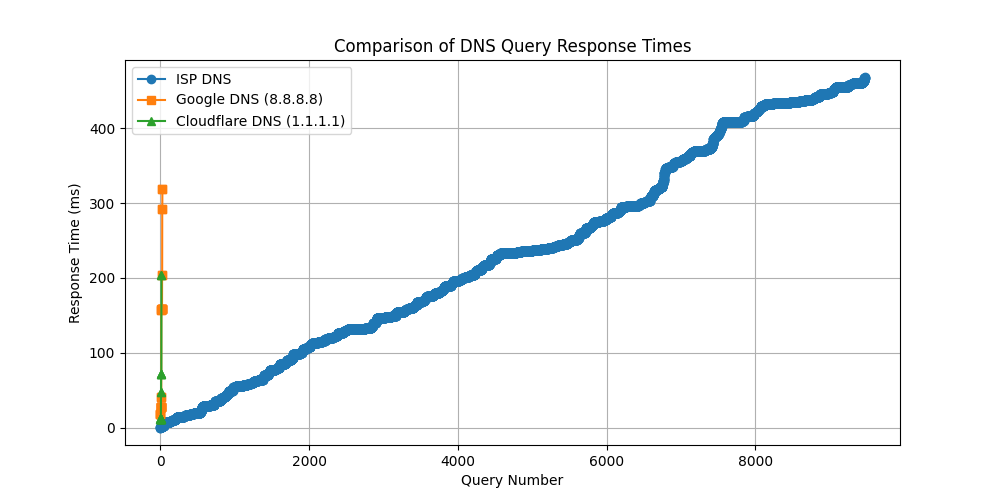 Comparison of DNS Query Response Times
ISP DNS
Google DNS (8.8.8.8)
Cloudflare DNS (1.1.1.1)
Response Time (ms)
400
300
200
100
0
0 2000 4000 6000 8000
Query Number